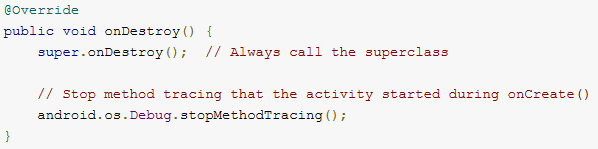 @Override
public void onDestroy() {
    super.onDestroy();  // Always call the superclass

    // Stop method tracing that the activity started during onCreate()
    android.os.Debug.stopMethodTracing();
}